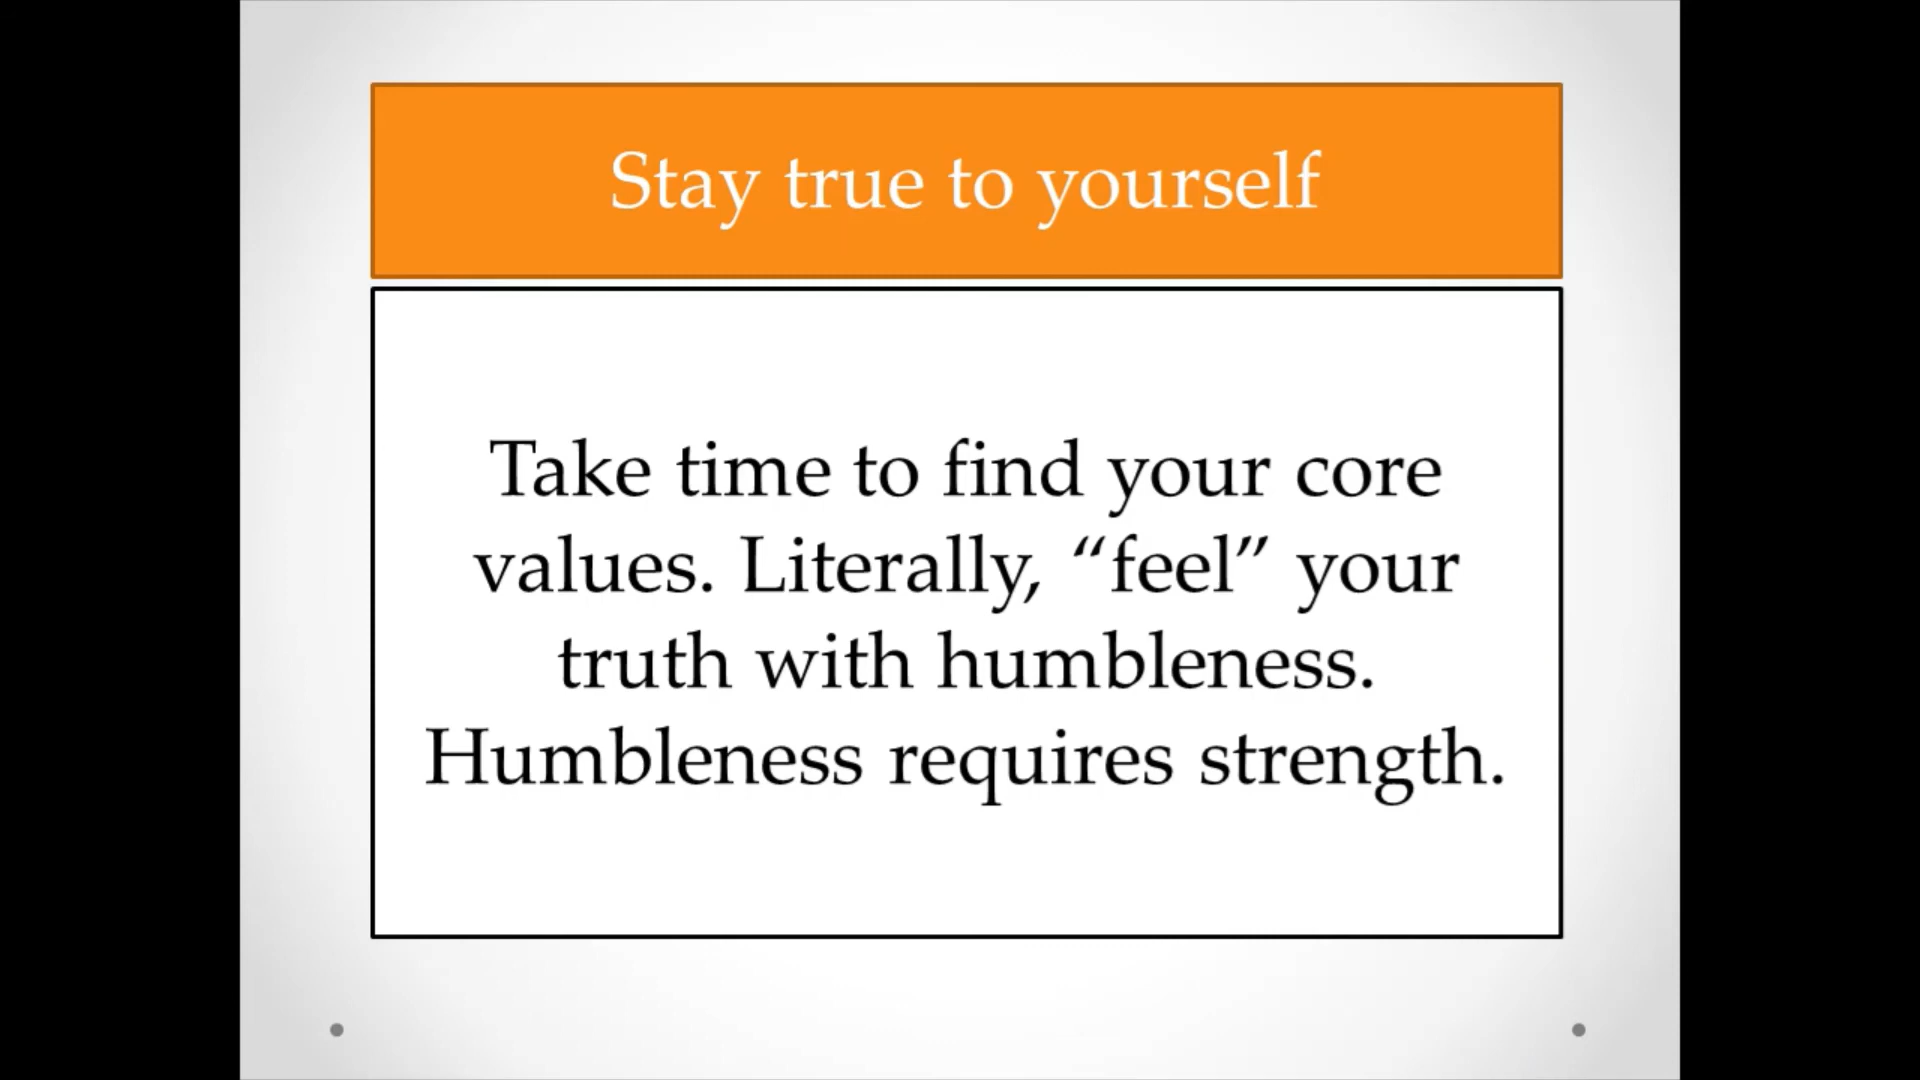 Stay true to yourself
Take time to find your core
values. Literally, “feel” your
truth with humbleness.
Humbleness requires strength.